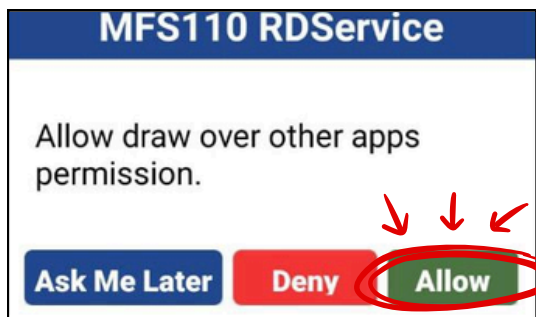 MFS110 RDService
Allow draw over other apps
permission.
Ask Me Later Deny Allow